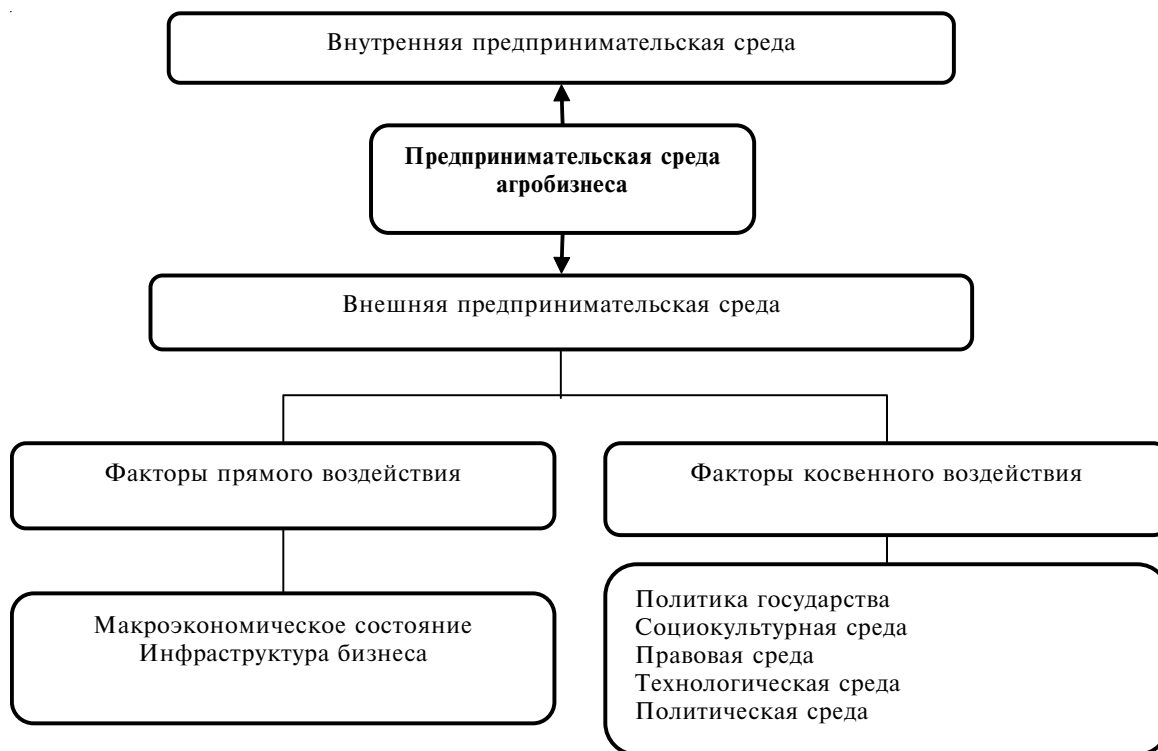 Внутренняя предпринимательская среда
Предпринимательская среда
агробизнеса
Внешняя предпринимательская среда
Факторы прямого воздействия
Факторы косвенного воздействия
Макроэкономическое состояние
Инфраструктура бизнеса
Политика государства
Социокультурная среда
Правовая среда
Технологическая среда
Политическая среда